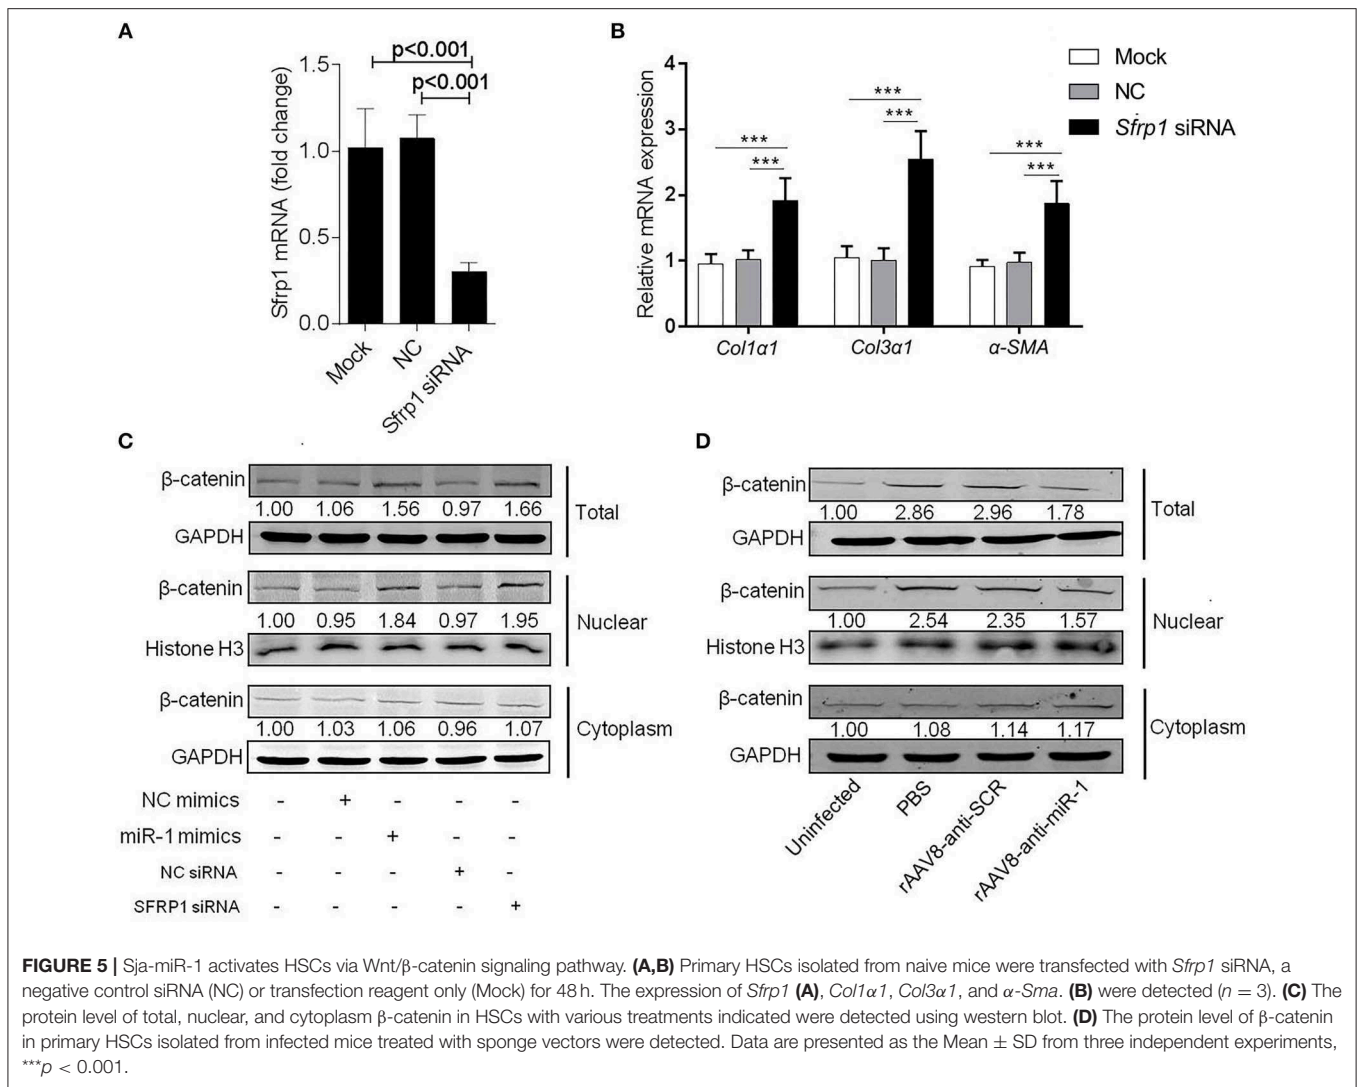 A
p<0.001
p<0.001
Sfrp1 mRNA (fold change)
1.5
1.0
0.5
0.0
Mock
NC
Sfrp1 siRNA
B
Mock
NC
Sfrp1 siRNA
Relative mRNA expression
4
3
2
1
0
*** *** ***
*** *** ***
Col1α1 Col3α1 α-SMA
C
β-catenin
1.00 1.06 1.56 0.97 1.66
GAPDH
Total
β-catenin
1.00 0.95 1.84 0.97 1.95
Histone H3
Nuclear
β-catenin
1.00 1.03 1.06 0.96 1.07
GAPDH
Cytoplasm
NC mimics - + - - -
miR-1 mimics - - + - -
NC siRNA - - - + -
SFRP1 siRNA - - - - +
D
β-catenin
1.00 2.86 2.96 1.78
GAPDH
Total
β-catenin
1.00 2.54 2.35 1.57
Histone H3
Nuclear
β-catenin
1.00 1.08 1.14 1.17
GAPDH
Cytoplasm
Uninfected
PBS
rAAV8-anti-SCR
rAAV8-anti-miR-1
FIGURE 5 | Sja-miR-1 activates HSCs via Wnt/β-catenin signaling pathway. (A,B) Primary HSCs isolated from naive mice were transfected with Sfrp1 siRNA, a
negative control siRNA (NC) or transfection reagent only (Mock) for 48 h. The expression of Sfrp1 (A), Col1α1, Col3α1, and α-Sma. (B) were detected (n = 3). (C) The
protein level of total, nuclear, and cytoplasm β-catenin in HSCs with various treatments indicated were detected using western blot. (D) The protein level of β-catenin
in primary HSCs isolated from infected mice treated with sponge vectors were detected. Data are presented as the Mean ± SD from three independent experiments,
***p < 0.001.